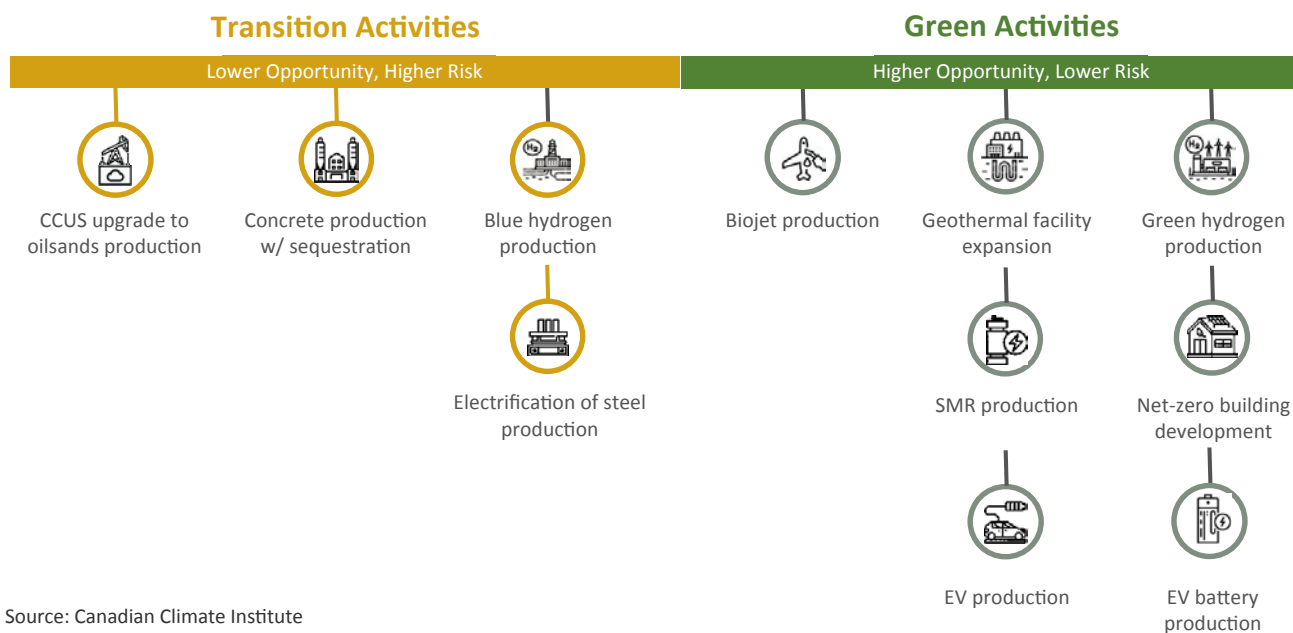 Transition Activities
Green Activities
Lower Opportunity, Higher Risk
Higher Opportunity, Lower Risk
H₂
H₂
CCUS upgrade to
oilsands production
Concrete production
w/ sequestration
Blue hydrogen
production
Biojet production
Geothermal facility
expansion
Green hydrogen
production
Electrification of steel
production
SMR production
Net-zero building
development
EV production
EV battery
production
Source: Canadian Climate Institute